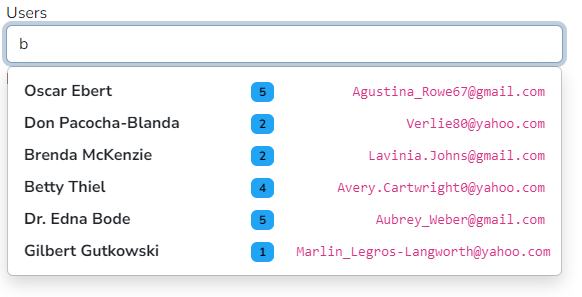 Users
b
Oscar Ebert 5 Agustina_Rowe67@gmail.com
Don Pacocha-Blanda 2 Verlie80@yahoo.com
Brenda McKenzie 2 Lavinia.Johns@gmail.com
Betty Thiel 4 Avery.Cartwright0@yahoo.com
Dr. Edna Bode 5 Aubrey_Weber@gmail.com
Gilbert Gutkowski 1 Marlin_Legros-Langworth@yahoo.com